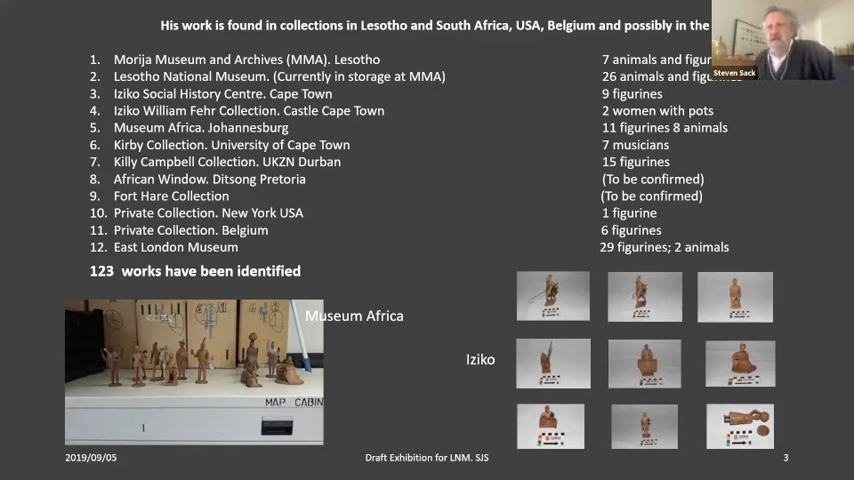 His work is found in collections in Lesotho and South Africa, USA, Belgium and possibly in the
1. Morija Museum and Archives (MMA). Lesotho 7 animals and
2. Lesotho National Museum. (Currently in storage at MMA) 26 animals and
3. Iziko Social History Centre. Cape Town 9 figurines
4. Iziko William Fehr Collection. Castle Cape Town 2 women with pots
5. Museum Africa. Johannesburg 11 figurines 8 animals
6. Kirby Collection. University of Cape Town 7 musicians
7. Killy Campbell Collection. UKZN Durban 15 figurines
8. African Window. Ditsong Pretoria (To be confirmed)
9. Fort Hare Collection (To be confirmed)
10. Private Collection. New York USA 1 figurine
11. Private Collection. Belgium 6 figurines
12. East London Museum 29 figurines; 2 animals
123 works have been identified
Steven Sack
Museum Africa
Iziko
MAP CABIN
1
2019/09/05 Draft Exhibition for LNM. SJS 3